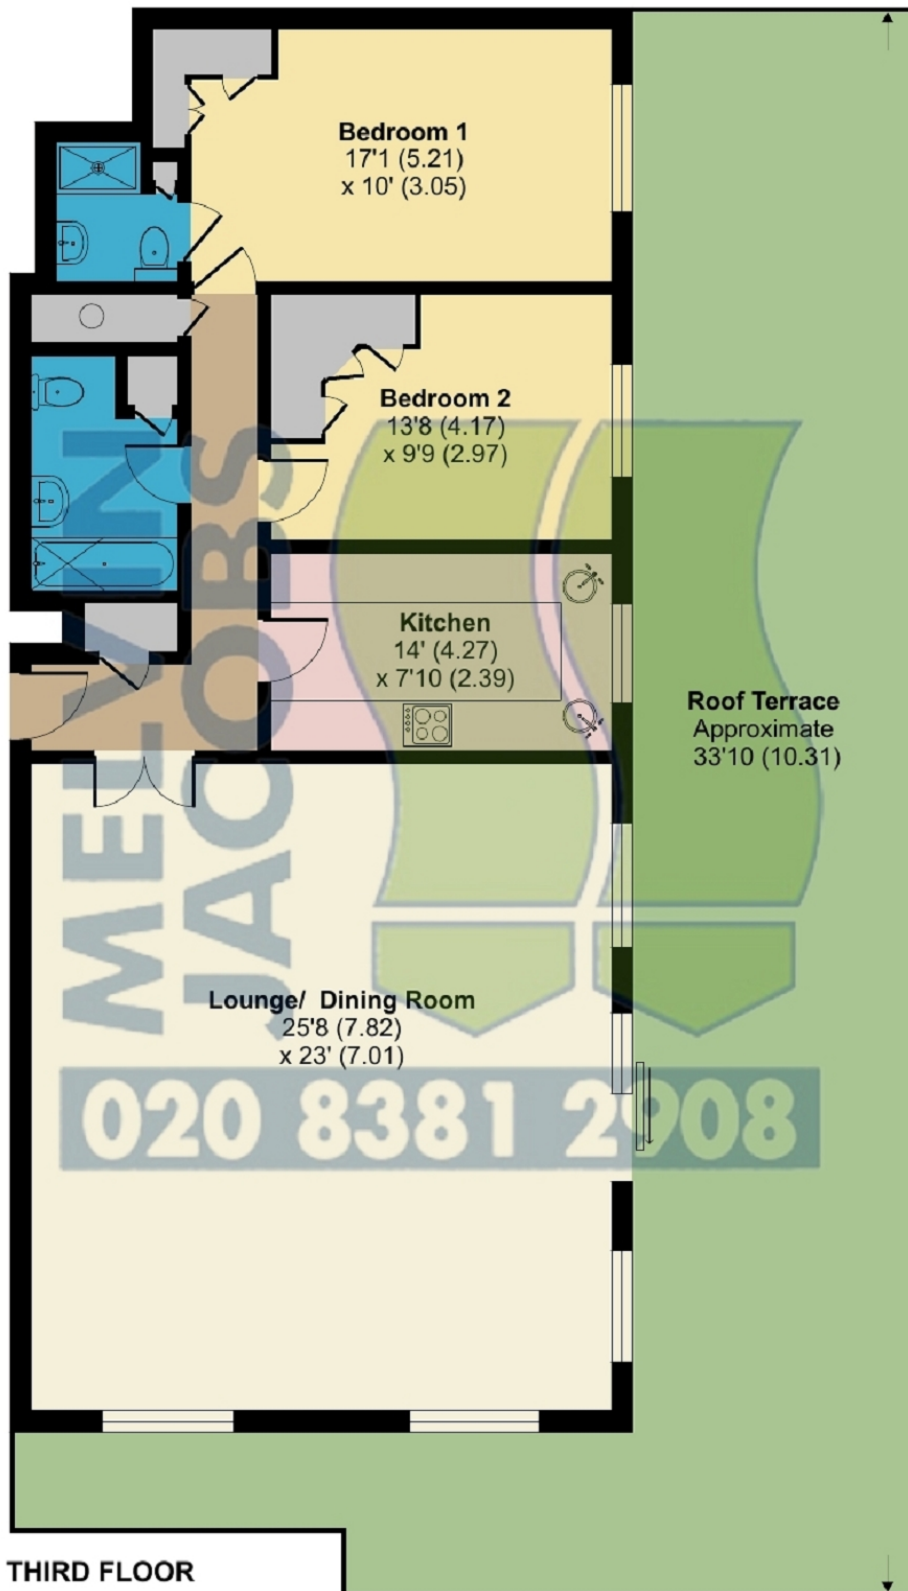 Bedroom 1
17'1 (5.21)
x 10' (3.05)
Bedroom 2
13'8 (4.17)
x 9'9 (2.97)
Kitchen
14' (4.27)
x 7'10 (2.39)
Roof Terrace
Approximate
33'10 (10.31)
Lounge/ Dining Room
25'8 (7.82)
x 23' (7.01)
MELVIN
JACOBS
020 8381 2908
THIRD FLOOR